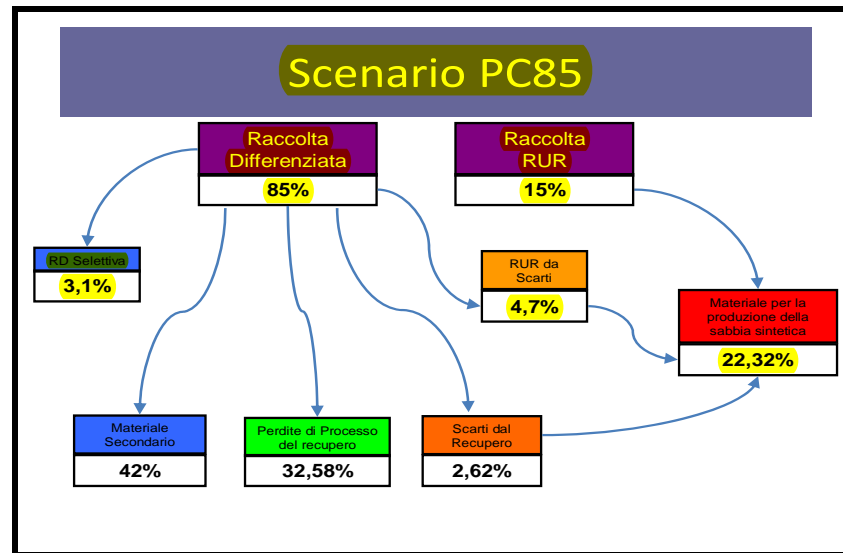 Scenario PC85
Raccolta
Differenziata
85%
Raccolta
RUR
15%
RD Selettiva
3,1%
RUR da
Scarti
4,7%
Materiale per la
produzione della
sabbia sintetica
22,32%
Materiale
Secondario
42%
Perdite di Processo
del recupero
32,58%
Scarti dal
Recupero
2,62%